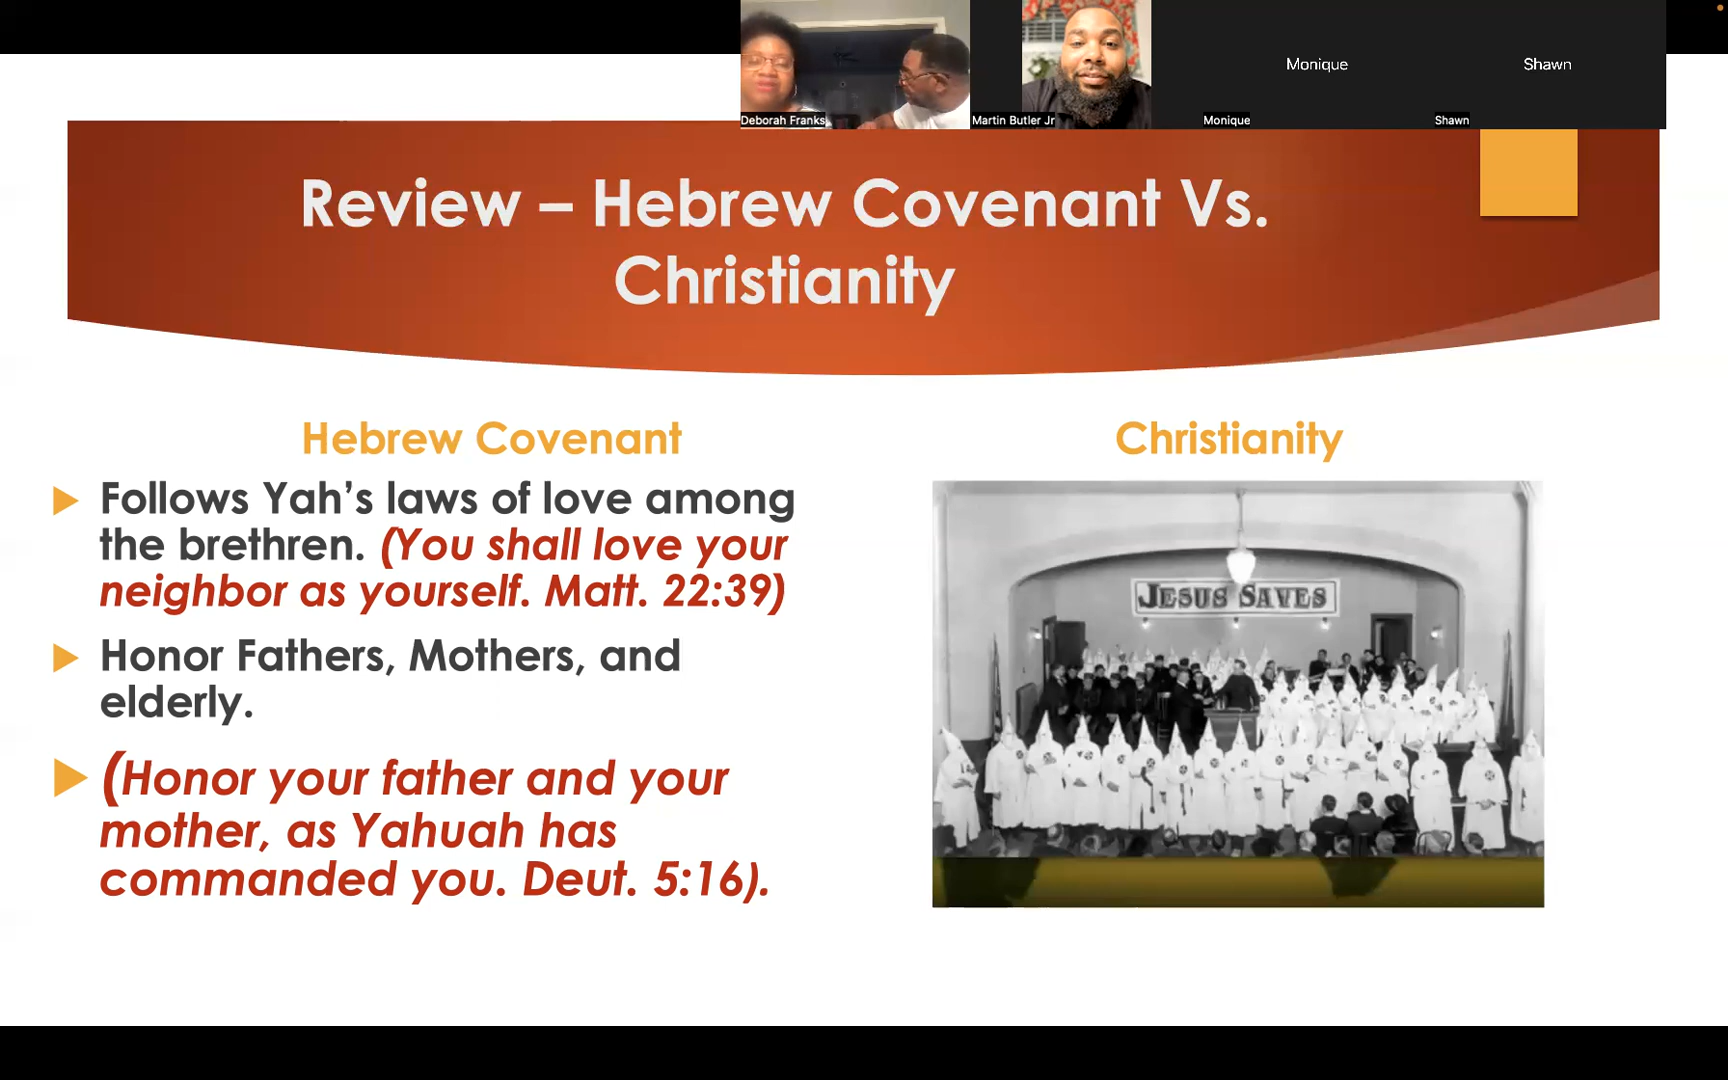 Monique
Shawn
Deborah Franks
Martin Butler Jr
Monique
Shawn
Review – Hebrew Covenant Vs.
Christianity
Hebrew Covenant
Follows Yah’s laws of love among
the brethren. (You shall love your
neighbor as yourself. Matt. 22:39)
Honor Fathers, Mothers, and
elderly.
(Honor your father and your
mother, as Yahuah has
commanded you. Deut. 5:16).
Christianity
JESUS SAVES